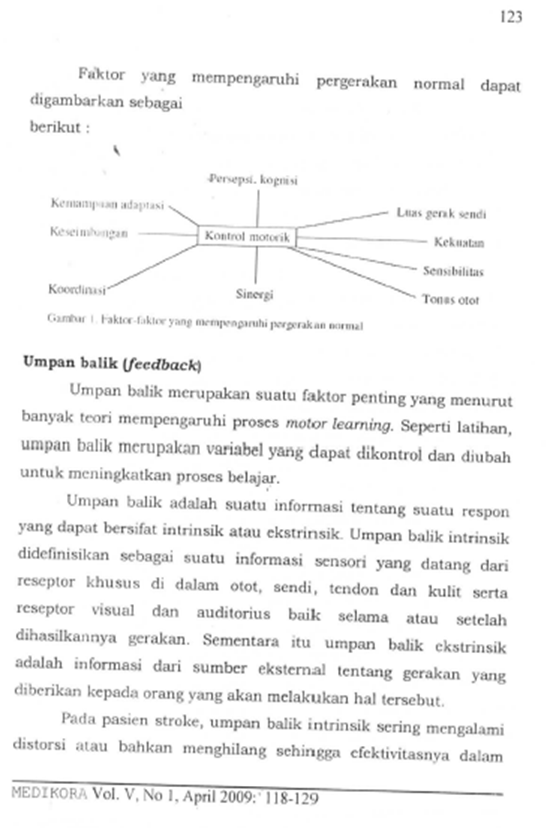 123
Faktor yang mempengaruhi pergerakan normal dapat
digambarkan sebagai
berikut :
Persepsi, kognisi
Kemampuan adaptasi
Luas gerak sendi
Keseimbangan
Kontrol motorik
Kekuatan
Sensibilitas
Koordinasi
Sinergi
Tonus otot
Gambar 1. Faktor-faktor yang mempengaruhi pergerakan normal
Umpan balik (feedback)
Umpan balik merupakan suatu faktor penting yang menurut
banyak teori mempengaruhi proses motor learning. Seperti latihan,
umpan balik merupakan variabel yang dapat dikontrol dan diubah
untuk meningkatkan proses belajar.
Umpan balik adalah suatu informasi tentang suatu respon
yang dapat bersifat intrinsik atau ekstrinsik. Umpan balik intrinsik
didefinisikan sebagai suatu informasi sensori yang datang dari
reseptor khusus di dalam otot, sendi, tendon dan kulit serta
reseptor visual dan auditorius baik selama atau setelah
dihasilkannya gerakan. Sementara itu umpan balik ekstrinsik
adalah informasi dari sumber eksternal tentang gerakan yang
diberikan kepada orang yang akan melakukan hal tersebut.
Pada pasien stroke, umpan balik intrinsik sering mengalami
distorsi atau bahkan menghilang sehingga efektivitasnya dalam
MEDIKORA Vol. V, No 1, April 2009: 118-129